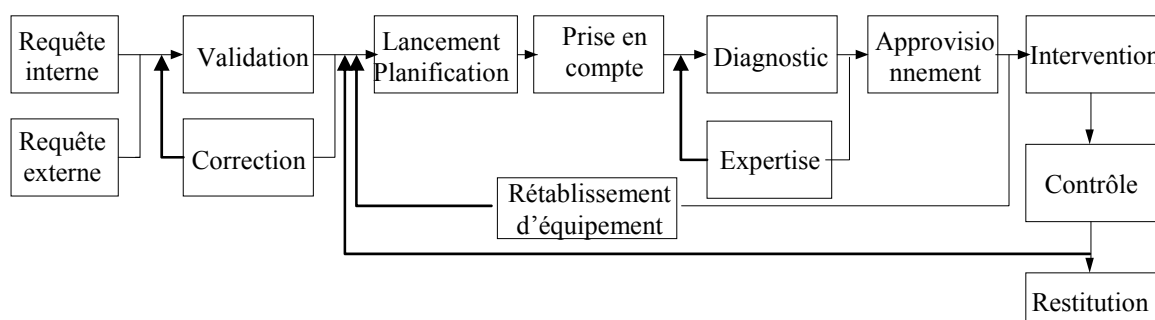 Requête
interne
Validation
Lancement
Planification
Prise en
compte
Diagnostic
Approvisio
nnement
Intervention
Requête
externe
Correction
Expertise
Contrôle
Rétablissement
d'équipement
Restitution